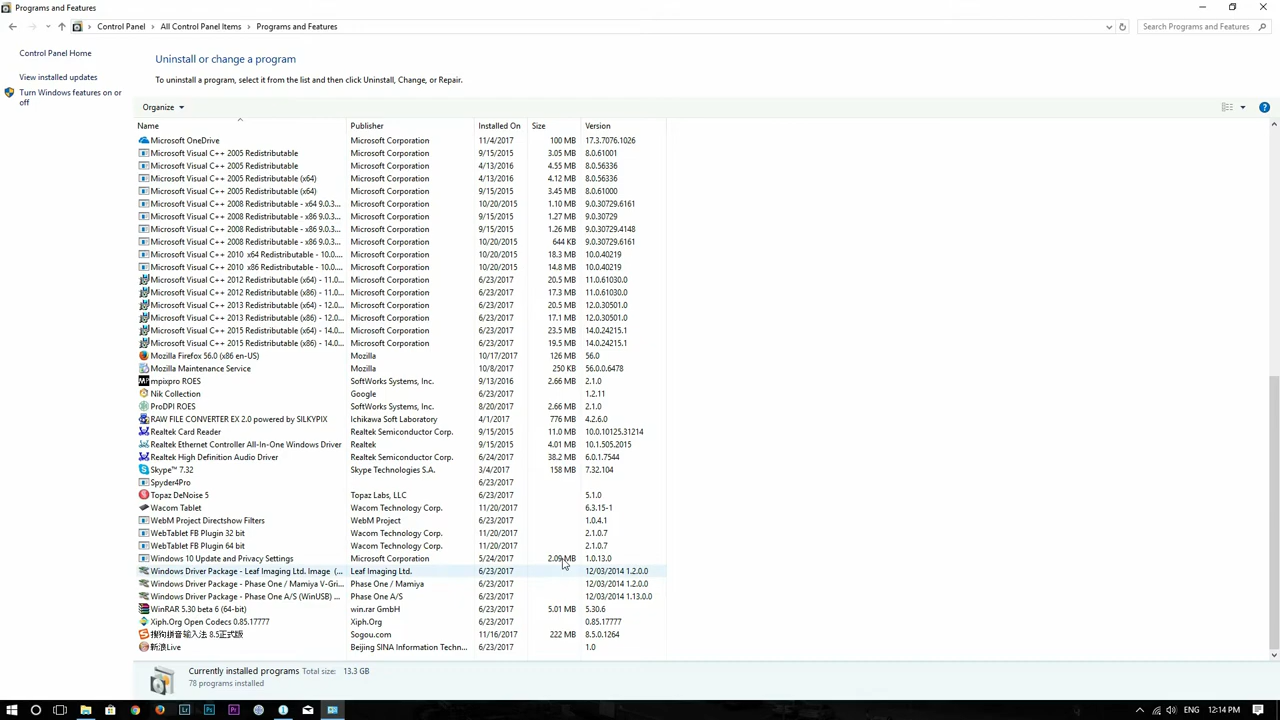 Programs and Features
Control Panel > All Control Panel Items > Programs and Features
Search Programs and Features
Control Panel Home
View installed updates
Turn Windows features on or
off
Uninstall or change a program
To uninstall a program, select it from the list and then click Uninstall, Change, or Repair.
Organize
Name Publisher Installed On Size Version
Microsoft OneDrive Microsoft Corporation 11/4/2017 100 MB 17.3.7076.1026
Microsoft Visual C++ 2005 Redistributable Microsoft Corporation 9/15/2015 3.05 MB 8.0.61001
Microsoft Visual C++ 2005 Redistributable Microsoft Corporation 4/13/2016 4.55 MB 8.0.56336
Microsoft Visual C++ 2005 Redistributable (x64) Microsoft Corporation 4/13/2016 4.12 MB 8.0.56336
Microsoft Visual C++ 2005 Redistributable (x64) Microsoft Corporation 9/15/2015 3.45 MB 8.0.61000
Microsoft Visual C++ 2008 Redistributable - x64 9.0.3... Microsoft Corporation 10/20/2015 1.10 MB 9.0.30729.6161
Microsoft Visual C++ 2008 Redistributable - x86 9.0.3... Microsoft Corporation 9/15/2015 1.27 MB 9.0.30729
Microsoft Visual C++ 2008 Redistributable - x86 9.0.3... Microsoft Corporation 9/15/2015 1.26 MB 9.0.30729.4148
Microsoft Visual C++ 2008 Redistributable - x86 9.0.3... Microsoft Corporation 10/20/2015 644 KB 9.0.30729.6161
Microsoft Visual C++ 2010 x64 Redistributable - 10.0.... Microsoft Corporation 10/20/2015 18.3 MB 10.0.40219
Microsoft Visual C++ 2010 x86 Redistributable - 10.0.... Microsoft Corporation 10/20/2015 14.8 MB 10.0.40219
Microsoft Visual C++ 2012 Redistributable (x64) - 11.0... Microsoft Corporation 6/23/2017 20.5 MB 11.0.61030.0
Microsoft Visual C++ 2012 Redistributable (x86) - 11.0... Microsoft Corporation 6/23/2017 17.3 MB 11.0.61030.0
Microsoft Visual C++ 2013 Redistributable (x64) - 12.0... Microsoft Corporation 6/23/2017 20.5 MB 12.0.30501.0
Microsoft Visual C++ 2013 Redistributable (x86) - 12.0... Microsoft Corporation 6/23/2017 17.1 MB 12.0.30501.0
Microsoft Visual C++ 2015 Redistributable (x64) - 14.0... Microsoft Corporation 6/23/2017 23.5 MB 14.0.24215.1
Microsoft Visual C++ 2015 Redistributable (x86) - 14.0... Microsoft Corporation 6/23/2017 19.5 MB 14.0.24215.1
Mozilla Firefox 56.0 (x86 en-US) Mozilla 10/17/2017 126 MB 56.0
Mozilla Maintenance Service Mozilla 10/8/2017 250 KB 56.0.0.6478
mpixpro ROES SoftWorks Systems, Inc. 9/13/2016 2.66 MB 2.1.0
Nik Collection Google 6/23/2017 1.2.11
ProDPI ROES SoftWorks Systems, Inc. 8/20/2017 2.66 MB 2.1.0
RAW FILE CONVERTER EX 2.0 powered by SILKYPIX Ichikawa Soft Laboratory 4/1/2017 776 MB 4.2.6.0
Realtek Card Reader Realtek Semiconductor Corp. 9/15/2015 11.0 MB 10.0.10125.31214
Realtek Ethernet Controller All-In-One Windows Driver Realtek 9/15/2015 4.01 MB 10.1.505.2015
Realtek High Definition Audio Driver Realtek Semiconductor Corp. 6/24/2017 38.2 MB 6.0.1.7544
Skype™ 7.32 Skype Technologies S.A. 3/4/2017 158 MB 7.32.104
Spyder4Pro 6/23/2017
Topaz DeNoise 5 Topaz Labs, LLC 6/23/2017 5.1.0
Wacom Tablet Wacom Technology Corp. 11/20/2017 6.3.15-1
WebM Project Directshow Filters WebM Project 6/23/2017 1.0.4.1
WebTablet FB Plugin 32 bit Wacom Technology Corp. 11/20/2017 2.1.0.7
WebTablet FB Plugin 64 bit Wacom Technology Corp. 11/20/2017 2.1.0.7
Windows 10 Update and Privacy Settings Microsoft Corporation 5/24/2017 2.09 MB 1.0.13.0
Windows Driver Package - Leaf Imaging Ltd. Image (... Leaf Imaging Ltd. 6/23/2017 12/03/2014 1.2.0.0
Windows Driver Package - Phase One / Mamiya V-Gri... Phase One / Mamiya 6/23/2017 12/03/2014 1.2.0.0
Windows Driver Package - Phase One A/S (WinUSB) ... Phase One A/S 6/23/2017 12/03/2014 1.13.0.0
WinRAR 5.30 beta 6 (64-bit) win.rar GmbH 6/23/2017 5.01 MB 5.30.6
Xiph.Org Open Codecs 0.85.17777 Xiph.Org 6/23/2017 0.85.17777
搜狗拼音输入法 8.5正式版 Sogou.com 11/16/2017 222 MB 8.5.0.1264
新浪Live Beijing SINA Information Techn... 6/23/2017 1.0
Currently installed programs Total size: 13.3 GB
78 programs installed
Lr Ps Pr ENG 12:14 PM